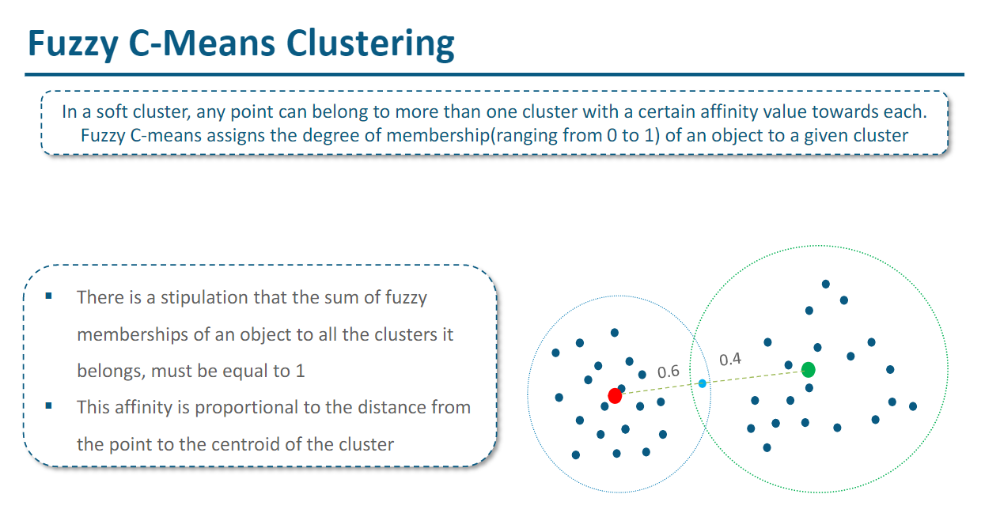 Fuzzy C-Means Clustering
In a soft cluster, any point can belong to more than one cluster with a certain affinity value towards each.
Fuzzy C-means assigns the degree of membership(ranging from 0 to 1) of an object to a given cluster
▪ There is a stipulation that the sum of fuzzy
memberships of an object to all the clusters it
belongs, must be equal to 1
▪ This affinity is proportional to the distance from
the point to the centroid of the cluster
0.6
0.4